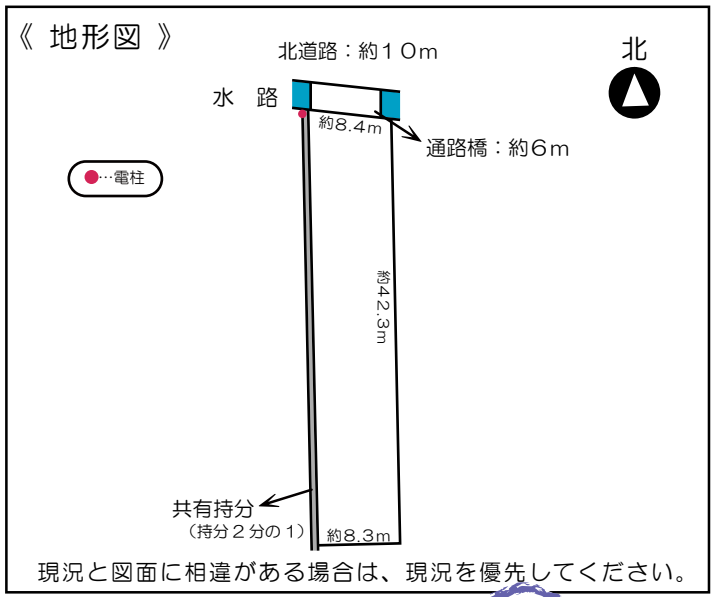 《 地形図 》
北道路：約１０ｍ
北
水 路
約8.4m
通路橋：約6ｍ
●…電柱
約42.3m
共有持分
（持分２分の１）
約8.3m
現況と図面に相違がある場合は、現況を優先してください。